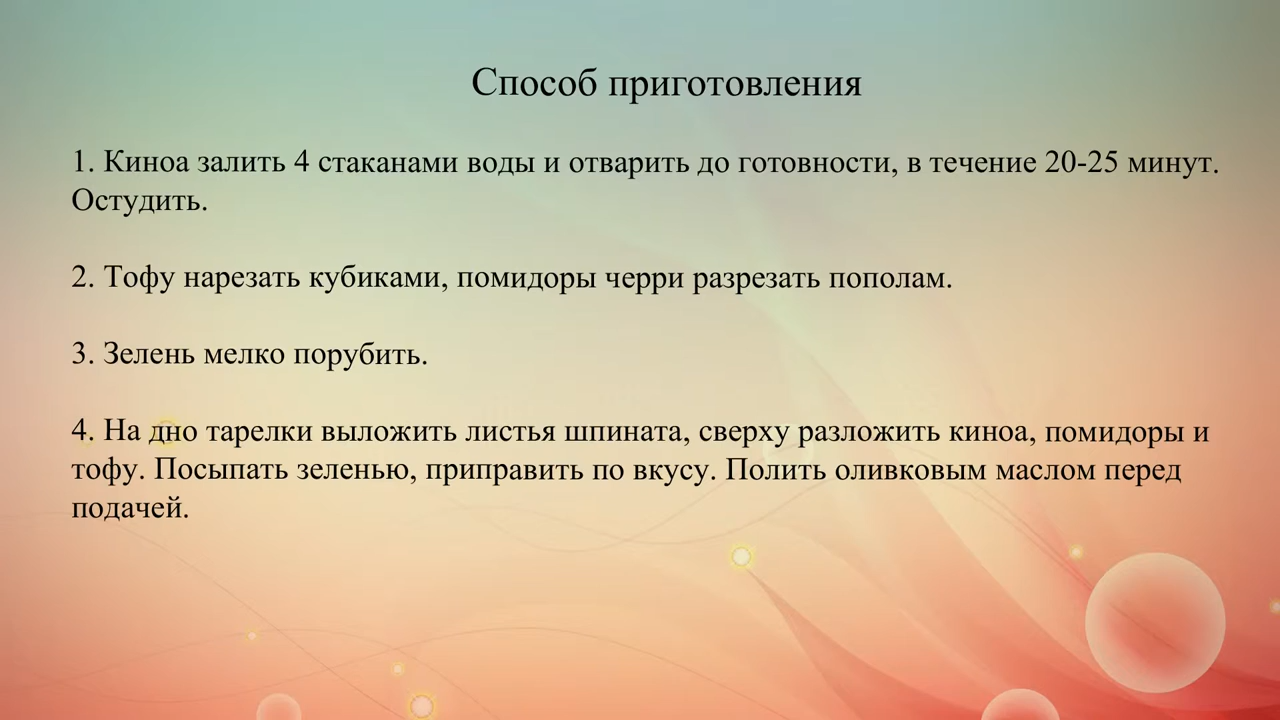 Способ приготовления
1. Киноа залить 4 стаканами воды и отварить до готовности, в течение 20-25 минут.
Остудить.
2. Тофу нарезать кубиками, помидоры черри разрезать пополам.
3. Зелень мелко порубить.
4. На дно тарелки выложить листья шпината, сверху разложить киноа, помидоры и
тофу. Посыпать зеленью, приправить по вкусу. Полить оливковым маслом перед
подачей.